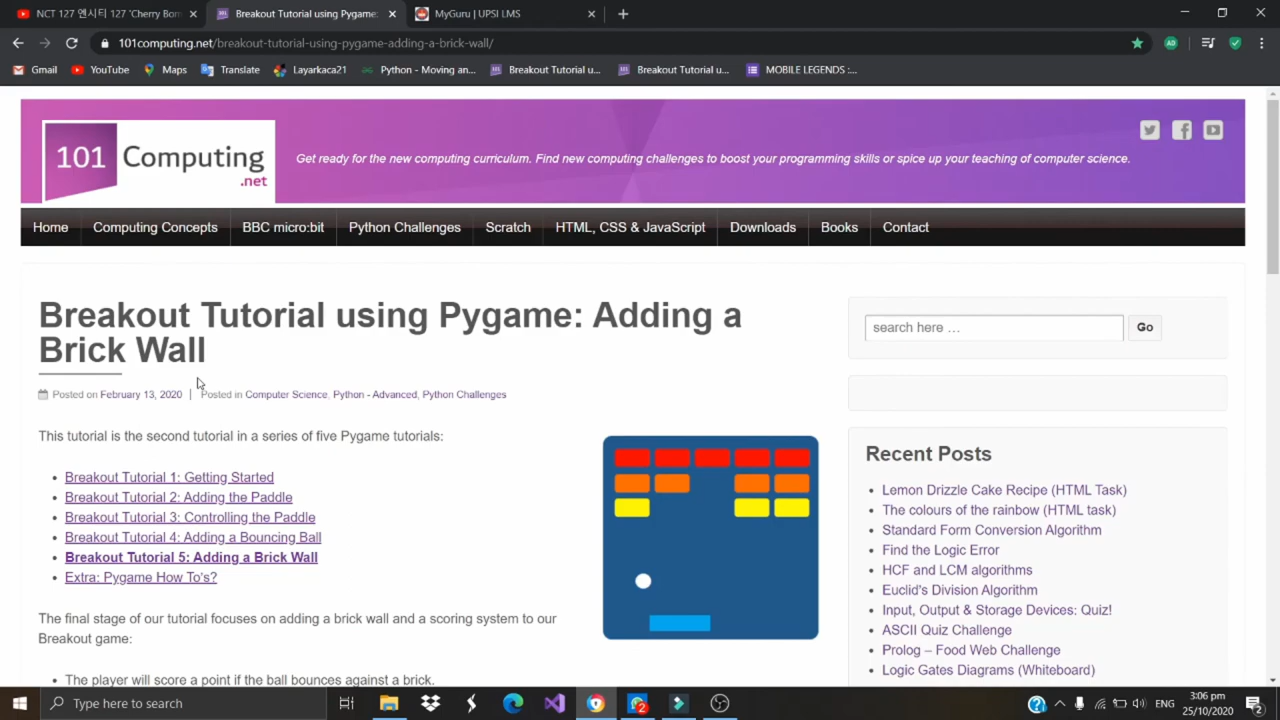 NCT 127 엔시티 127 'Cherry Bom
Breakout Tutorial using Pygame:
MyGuru | UPSI LMS
101computing.net/breakout-tutorial-using-pygame-adding-a-brick-wall/
Gmail
YouTube
Maps
Translate
Layarkaca21
Python - Moving an...
Breakout Tutorial u...
Breakout Tutorial u...
MOBILE LEGENDS :...
101 Computing .net
Get ready for the new computing curriculum. Find new computing challenges to boost your programming skills or spice up your teaching of computer science.
Home
Computing Concepts
BBC micro:bit
Python Challenges
Scratch
HTML, CSS & JavaScript
Downloads
Books
Contact
Breakout Tutorial using Pygame: Adding a
Brick Wall
Posted on February 13, 2020 | Posted in Computer Science, Python - Advanced, Python Challenges
This tutorial is the second tutorial in a series of five Pygame tutorials:
• Breakout Tutorial 1: Getting Started
• Breakout Tutorial 2: Adding the Paddle
• Breakout Tutorial 3: Controlling the Paddle
• Breakout Tutorial 4: Adding a Bouncing Ball
• Breakout Tutorial 5: Adding a Brick Wall
• Extra: Pygame How To's?
The final stage of our tutorial focuses on adding a brick wall and a scoring system to our
Breakout game:
• The player will score a point if the ball bounces against a brick.
search here ...
Go
Recent Posts
• Lemon Drizzle Cake Recipe (HTML Task)
• The colours of the rainbow (HTML task)
• Standard Form Conversion Algorithm
• Find the Logic Error
• HCF and LCM algorithms
• Euclid's Division Algorithm
• Input, Output & Storage Devices: Quiz!
• ASCII Quiz Challenge
• Prolog – Food Web Challenge
• Logic Gates Diagrams (Whiteboard)
Type here to search
2
ENG
3:06 pm
25/10/2020
2